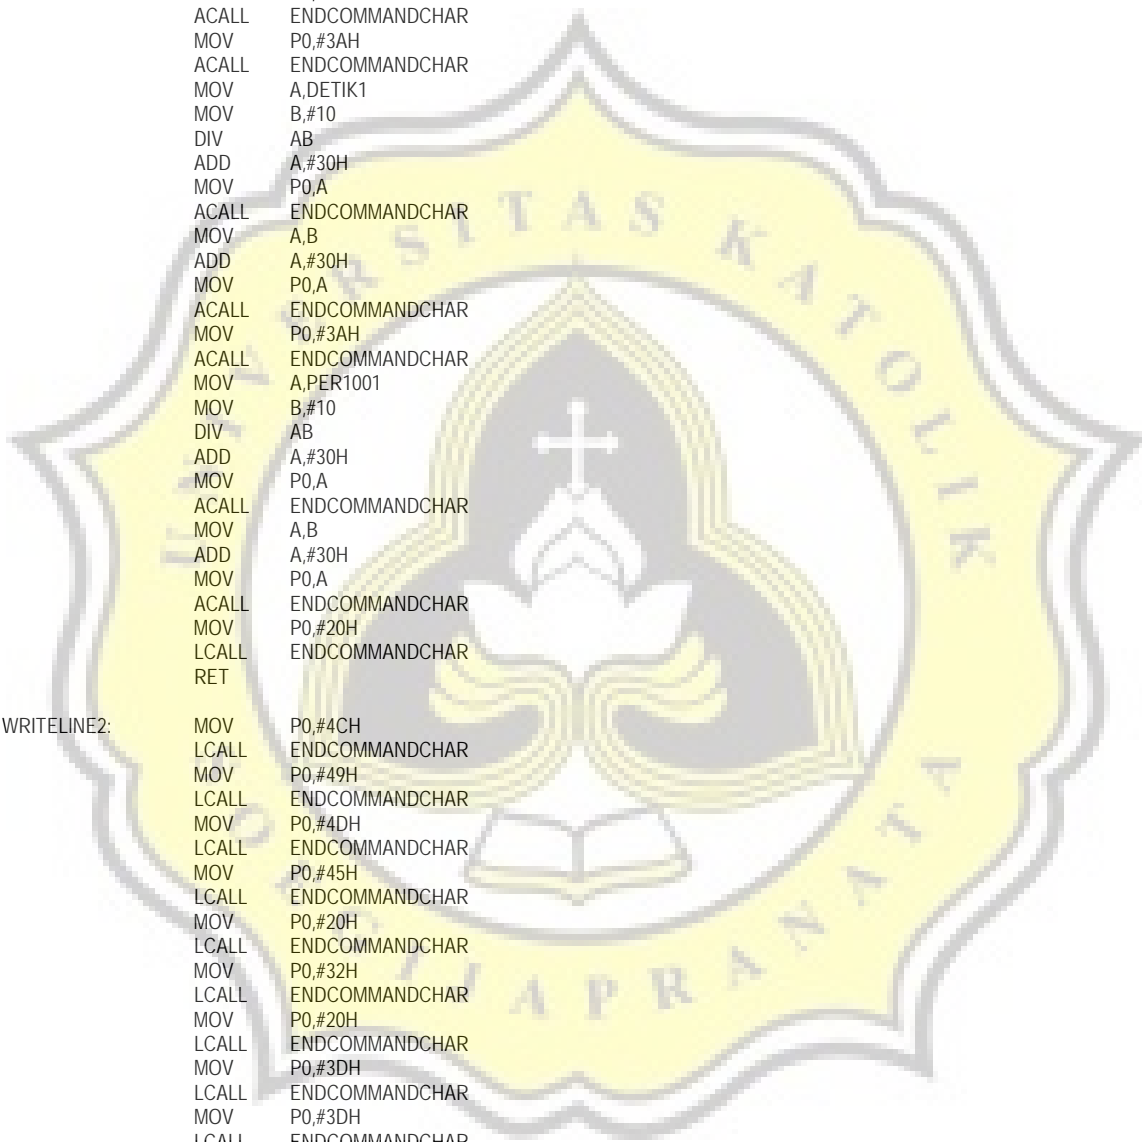 ACALL ENDCOMMANDCHAR
MOV P0,#3AH
ACALL ENDCOMMANDCHAR
MOV A,DETIK1
MOV B,#10
DIV AB
ADD A,#30H
MOV P0,A
ACALL ENDCOMMANDCHAR
MOV A,B
ADD A,#30H
MOV P0,A
ACALL ENDCOMMANDCHAR
MOV P0,#3AH
ACALL ENDCOMMANDCHAR
MOV A,PER1001
MOV B,#10
DIV AB
ADD A,#30H
MOV P0,A
ACALL ENDCOMMANDCHAR
MOV A,B
ADD A,#30H
MOV P0,A
ACALL ENDCOMMANDCHAR
MOV P0,#20H
LCALL ENDCOMMANDCHAR
RET
WRITELINE2: MOV P0,#4CH
LCALL ENDCOMMANDCHAR
MOV P0,#49H
LCALL ENDCOMMANDCHAR
MOV P0,#4DH
LCALL ENDCOMMANDCHAR
MOV P0,#45H
LCALL ENDCOMMANDCHAR
MOV P0,#20H
LCALL ENDCOMMANDCHAR
MOV P0,#32H
LCALL ENDCOMMANDCHAR
MOV P0,#20H
LCALL ENDCOMMANDCHAR
MOV P0,#3DH
LCALL ENDCOMMANDCHAR
MOV P0,#3DH
LCALL ENDCOMMANDCHAR
UNIVERSITAS KATOLIK
SOEGIJAPRANATA